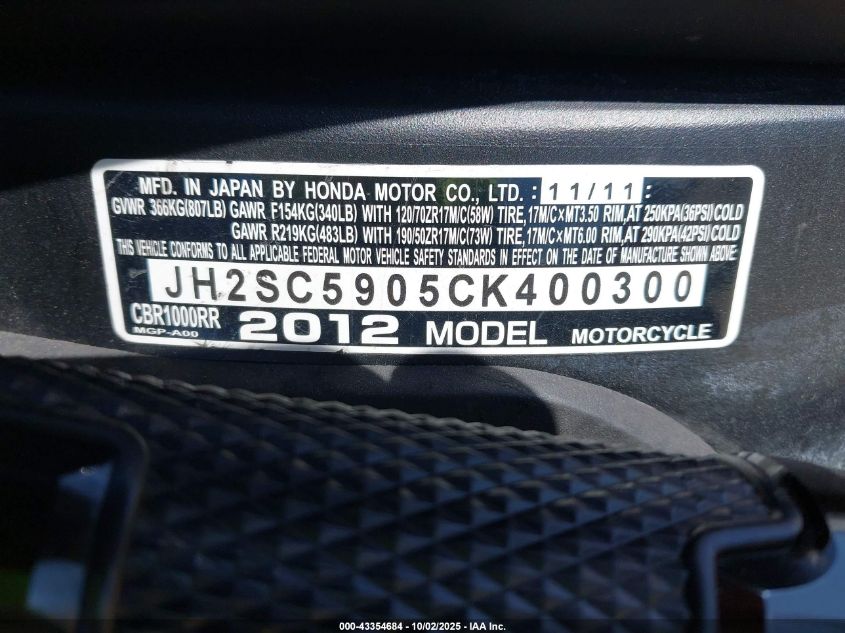 MFD. IN JAPAN BY HONDA MOTOR CO., LTD. : 11/11 :
GVWR 366KG(807LB) GAWR F154KG(340LB) WITH 120/70ZR17M/C(58W) TIRE,17M/C×MT3.50 RIM,AT 250KPA(36PSI)COLD
GAWR R219KG(483LB) WITH 190/50ZR17M/C(73W) TIRE,17M/C×MT6.00 RIM,AT 290KPA(42PSI)COLD
THIS VEHICLE CONFORMS TO ALL APPLICABLE FEDERAL MOTOR VEHICLE SAFETY STANDARDS IN EFFECT ON THE DATE OF MANUFACTURE SHOWN ABOVE.
JH2SC5905CK400300
CBR1000RR 2012 MODEL MOTORCYCLE
MGP-A00
000-43354684 - 10/02/2025 - IAA Inc.